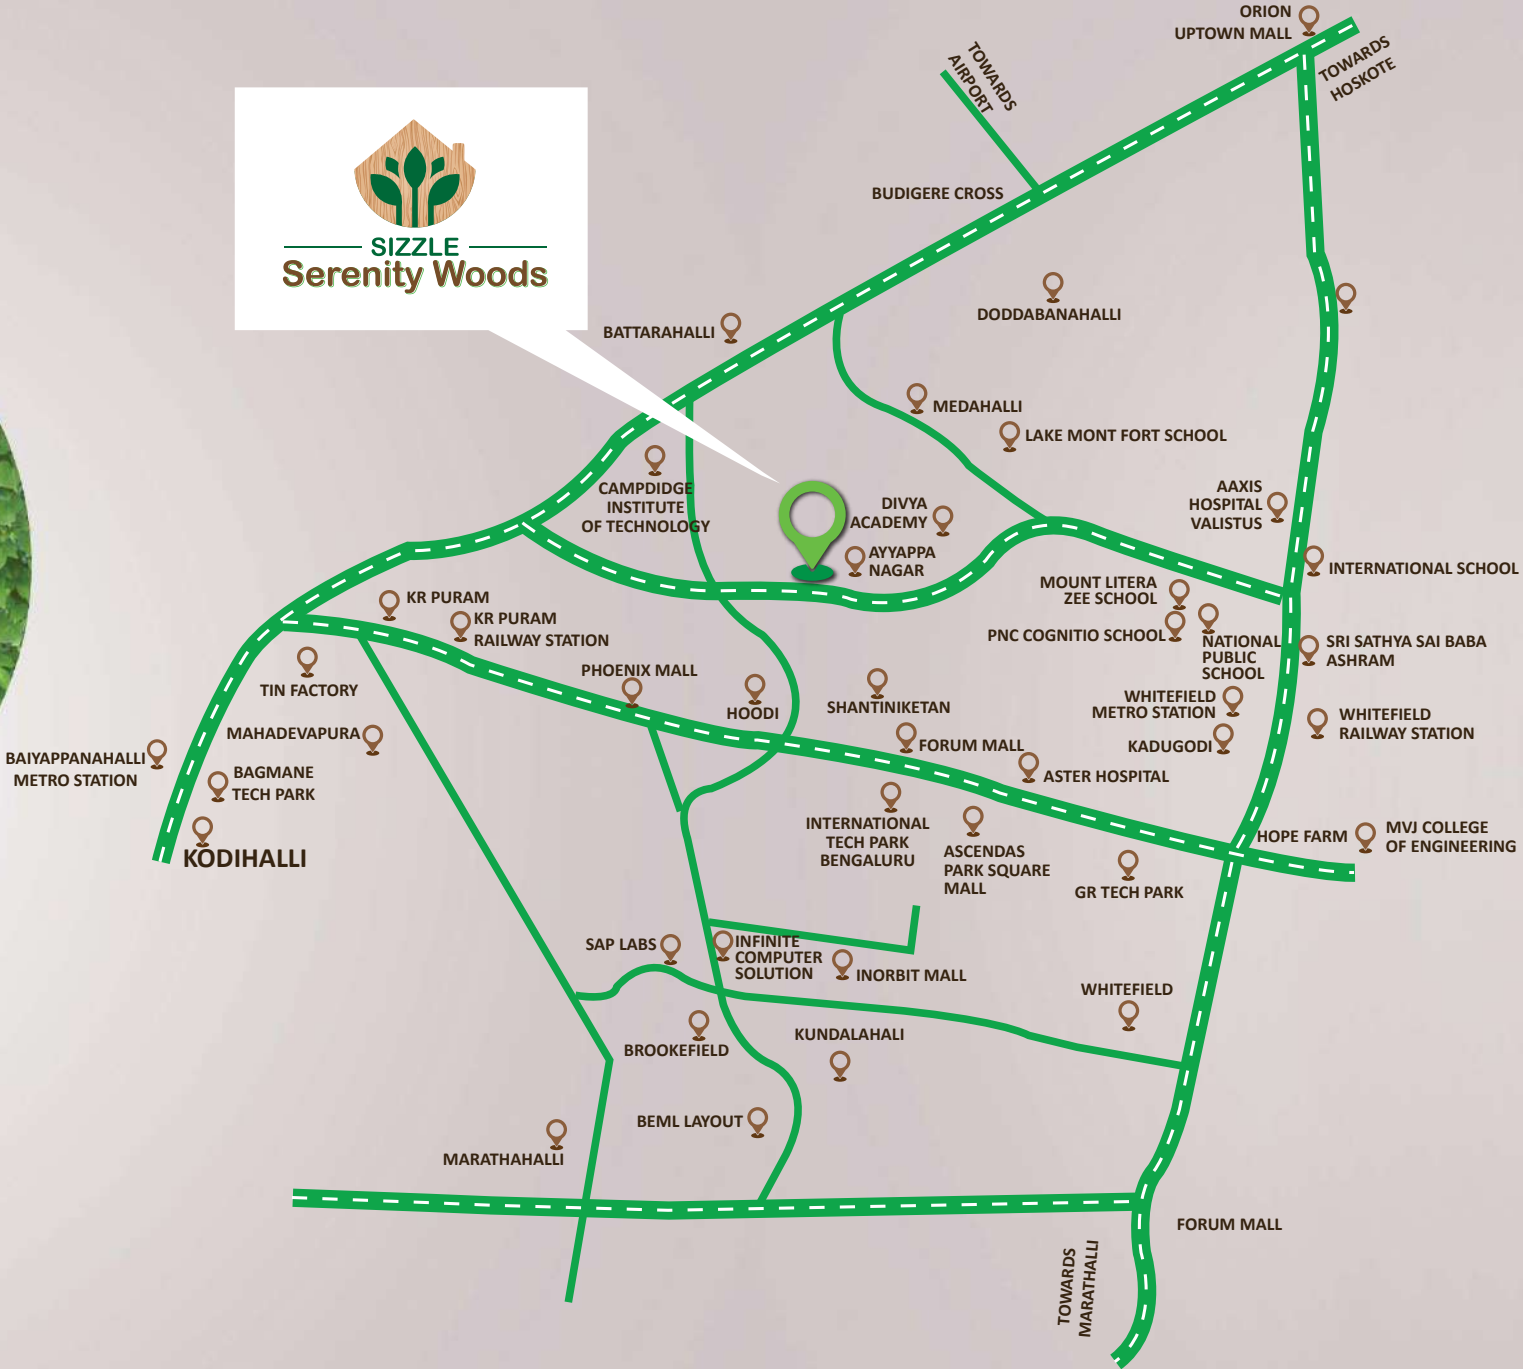 ORION
UPTOWN MALL
TOWARDS
HOSKOTE
TOWARDS
AIRPORT
BUDIGERE CROSS
SIZZLE
Serenity Woods
DODDABANAHALLI
BATTARAHALLI
MEDAHALLI
LAKE MONT FORT SCHOOL
CAMPDIDGE
INSTITUTE
OF TECHNOLOGY
DIVYA
ACADEMY
AYYAPPA
NAGAR
AAXIS
HOSPITAL
VALISTUS
INTERNATIONAL SCHOOL
MOUNT LITERA
ZEE SCHOOL
PNC COGNITIO SCHOOL
NATIONAL
PUBLIC
SCHOOL
SRI SATHYA SAI BABA
ASHRAM
KR PURAM
KR PURAM
RAILWAY STATION
TIN FACTORY
PHOENIX MALL
HOODI
SHANTINIKETAN
WHITEFIELD
METRO STATION
WHITEFIELD
RAILWAY STATION
MAHADEVAPURA
FORUM MALL
KADUGODI
BAIYAPPANAHALLI
METRO STATION
BAGMANE
TECH PARK
ASTER HOSPITAL
KODIHALLI
INTERNATIONAL
TECH PARK
BENGALURU
ASCENDAS
PARK SQUARE
MALL
HOPE FARM
MVJ COLLEGE
OF ENGINEERING
GR TECH PARK
SAP LABS
INFINITE
COMPUTER
SOLUTION
INORBIT MALL
WHITEFIELD
BROOKEFIELD
KUNDALAHALI
BEML LAYOUT
MARATHAHALLI
FORUM MALL
TOWARDS
MARATHALLI